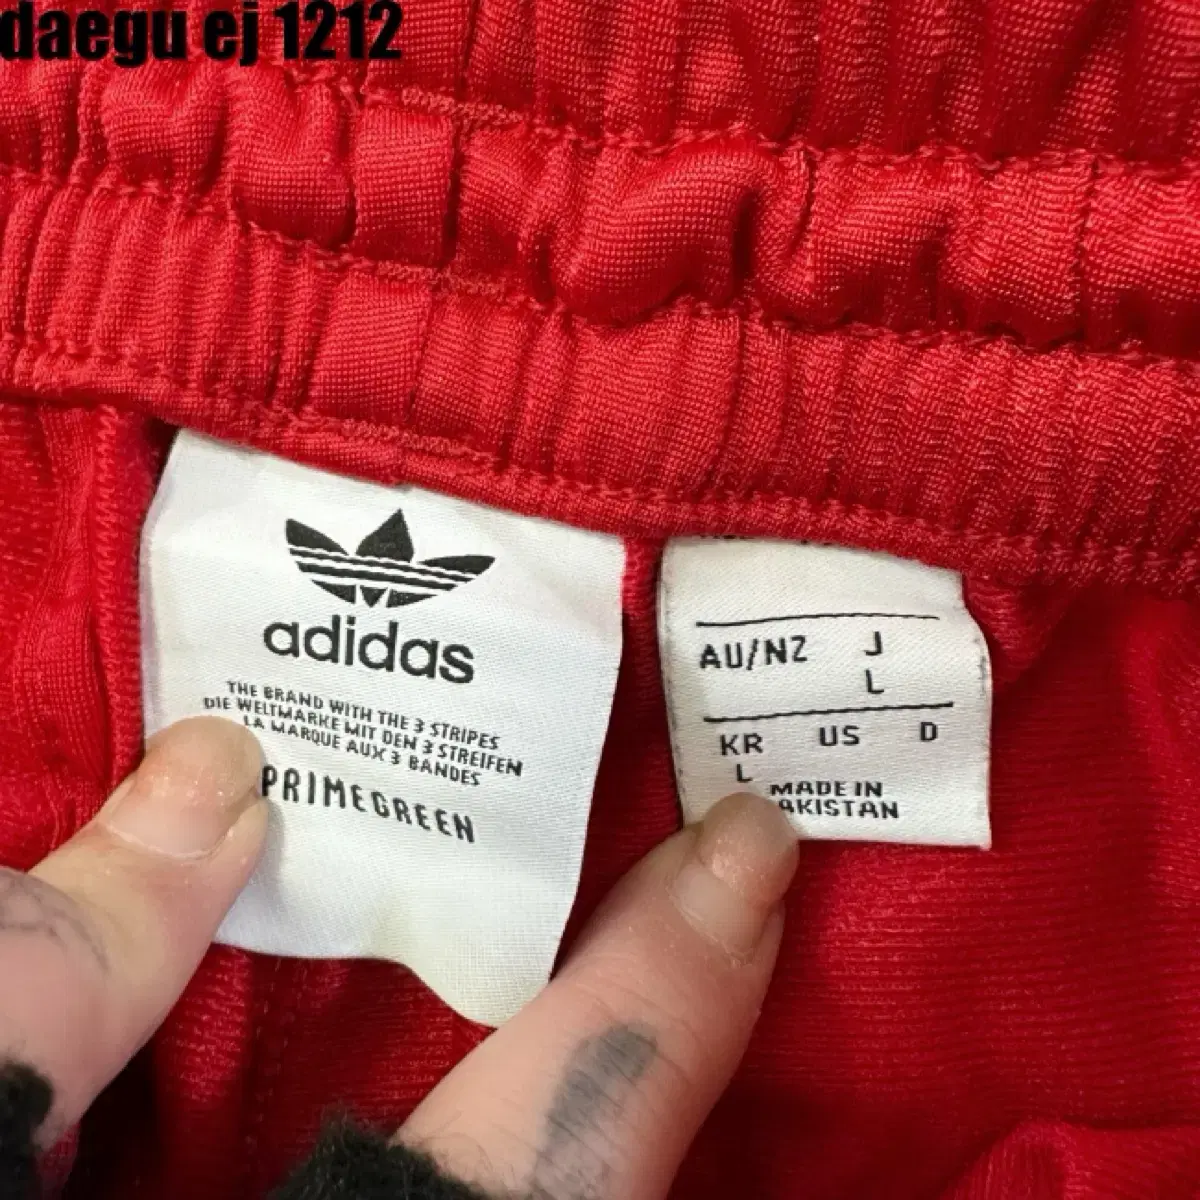 daegu ej 1212
adidas
THE BRAND WITH THE 3 STRIPES
DIE WELTMARKE MIT DEN 3 STREIFEN
LA MARQUE AUX 3 BANDES
PRIMEGREEN
AU/NZ J
L
KR US D
L
MADE IN
AKISTAN